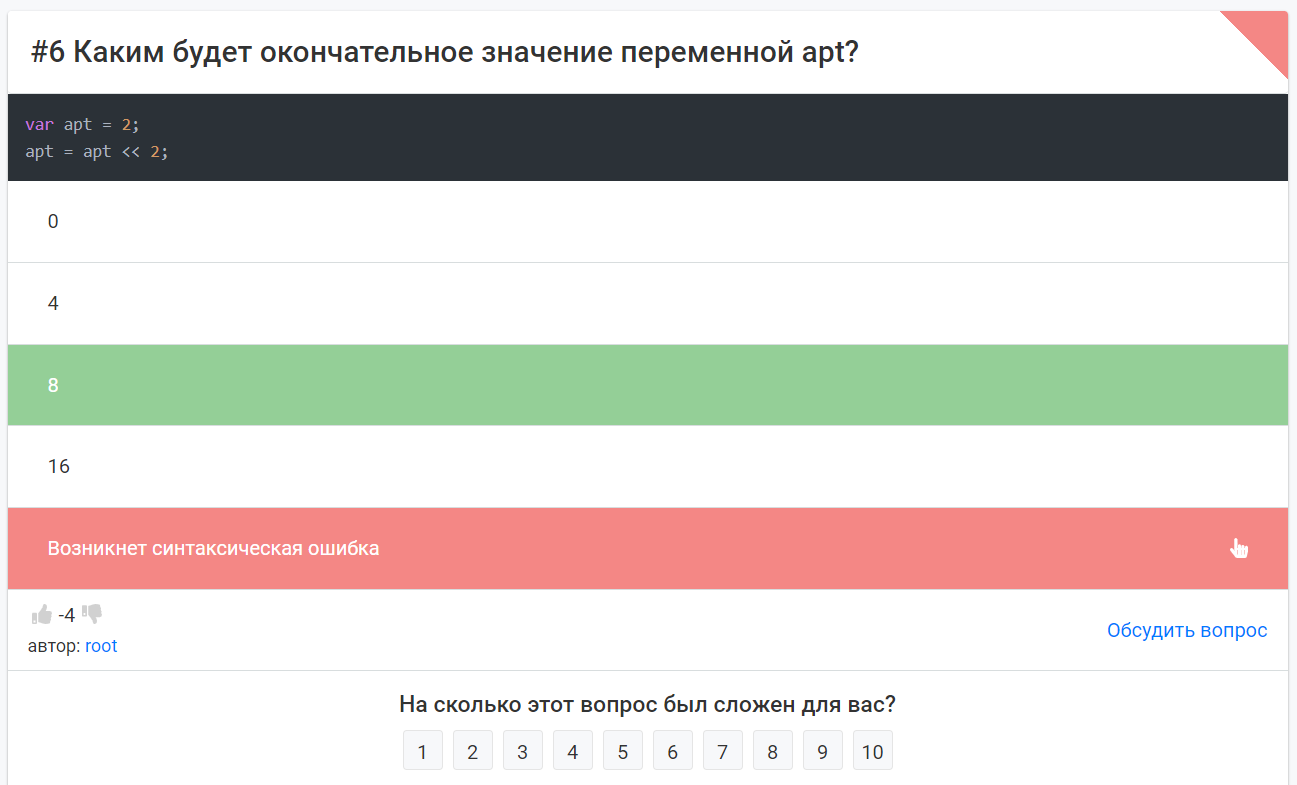 #6 Каким будет окончательное значение переменной apt?
var apt = 2;
apt = apt << 2;
0
4
8
16
Возникнет синтаксическая ошибка
-4
автор: root
Обсудить вопрос
На сколько этот вопрос был сложен для вас?
1 2 3 4 5 6 7 8 9 10